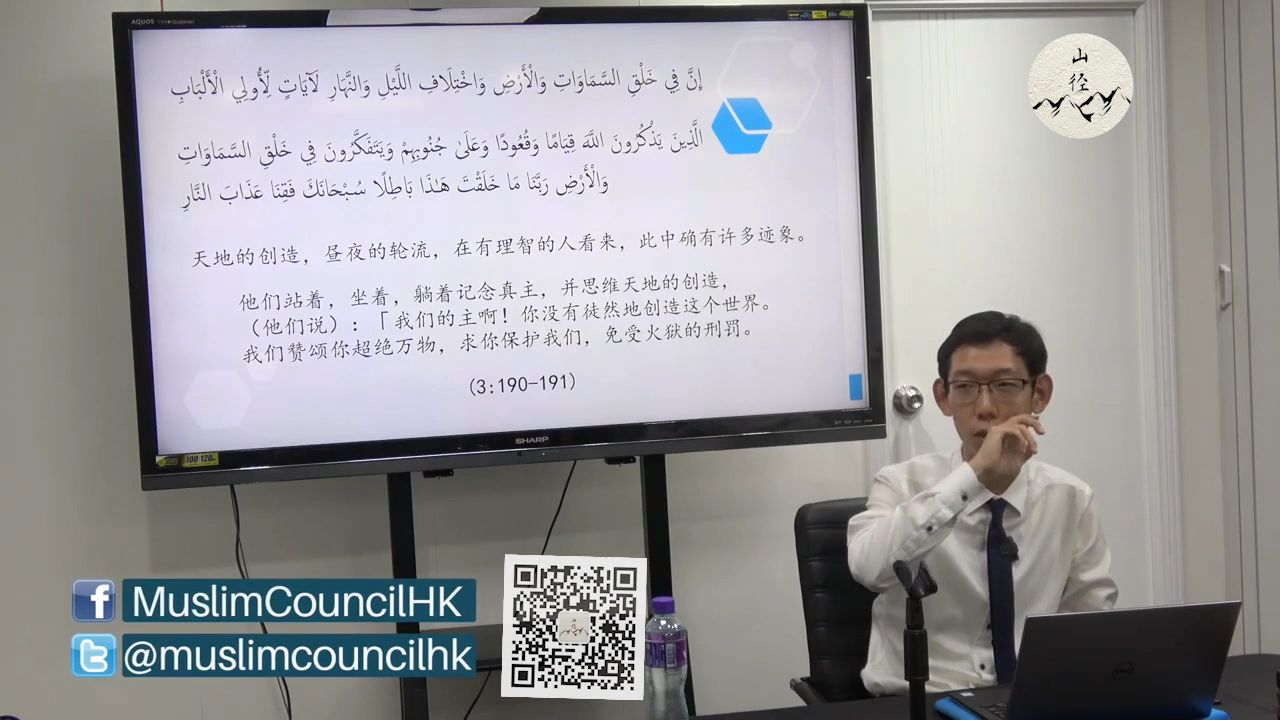 AQUOS
إِنَّ فِي خَلْقِ السَّمَاوَاتِ وَالْأَرْضِ وَاخْتِلَافِ اللَّيْلِ وَالنَّهَارِ لَآيَاتٍ لِّأُولِي الْأَلْبَابِ
الَّذِينَ يَذْكُرُونَ اللَّهَ قِيَامًا وَقُعُودًا وَعَلَىٰ جُنُوبِهِمْ وَيَتَفَكَّرُونَ فِي خَلْقِ السَّمَاوَاتِ
وَالْأَرْضِ رَبَّنَا مَا خَلَقْتَ هَٰذَا بَاطِلًا سُبْحَانَكَ فَقِنَا عَذَابَ النَّارِ
天地的创造，昼夜的轮流，在有理智的人看来，此中确有许多迹象。
他们站着，坐着，躺着记念真主，并思维天地的创造，
（他们说）：「我们的主啊！你没有徒然地创造这个世界。
我们赞颂你超绝万物，求你保护我们，免受火狱的刑罚。
(3:190-191)
SHARP
山
径
MuslimCouncilHK
@muslimcouncilhk
DELL